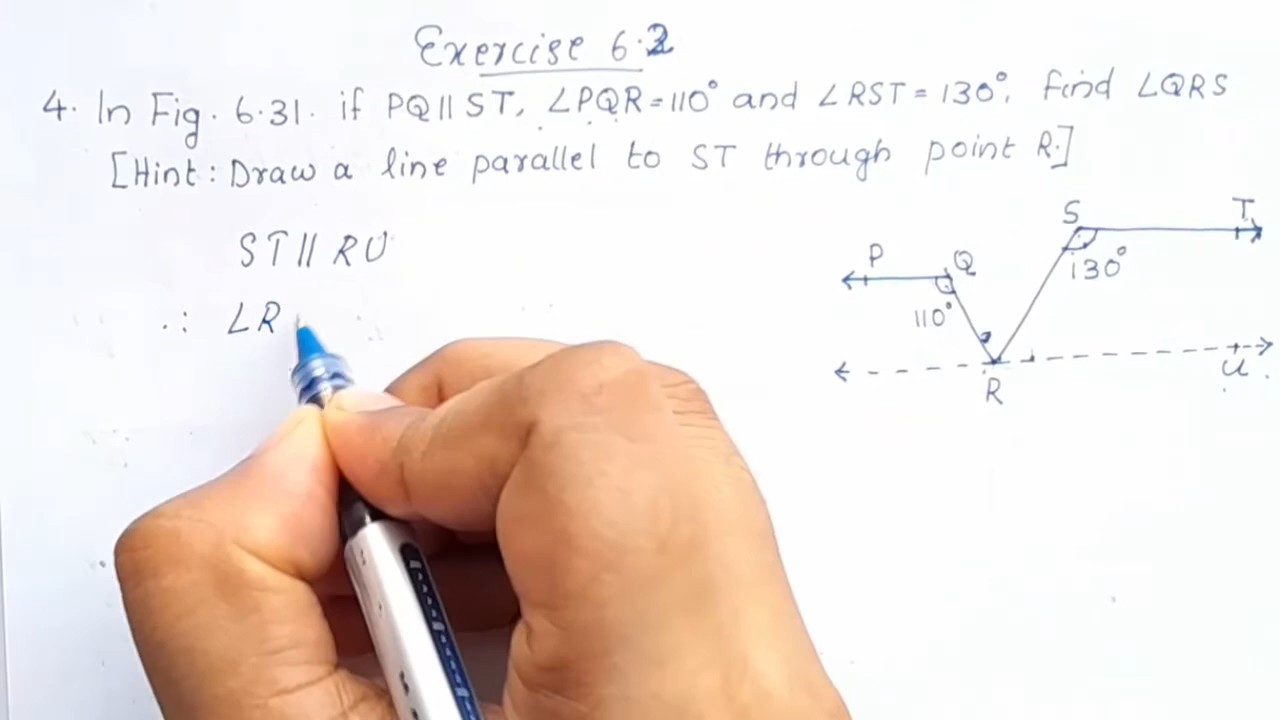 Exercise 6.2
4. In Fig. 6.31. if PQ || ST, ∠PQR = 110° and ∠RST = 130°, find ∠QRS
[Hint : Draw a line parallel to ST through point R.]
ST || RU
∴ ∠R
S
T
P
Q
130°
110°
R
U